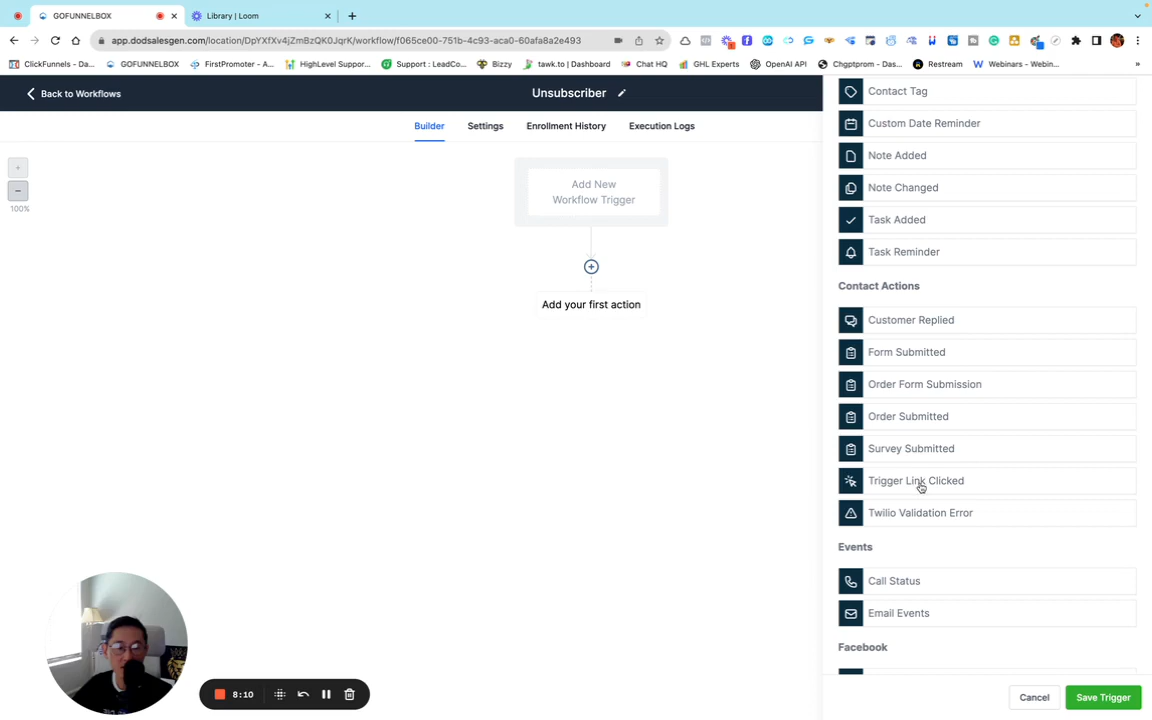 GOFUNNELBOX
Library | Loom
app.dodsalesgen.com/location/DpYXfXv4jZmBzQK0JqrK/workflow/f065ce00-751b-4c93-aca0-60afa8a2e493
ClickFunnels - Da...
GOFUNNELBOX
FirstPromoter - A...
HighLevel Suppor...
Support : LeadCo...
Bizzy
tawk.to | Dashboard
Chat HQ
GHL Experts
OpenAI API
Chgptprom - Das...
Restream
Webinars - Webin...
Back to Workflows
Unsubscriber
Builder
Settings
Enrollment History
Execution Logs
100%
Add New
Workflow Trigger
Add your first action
Contact Tag
Custom Date Reminder
Note Added
Note Changed
Task Added
Task Reminder
Contact Actions
Customer Replied
Form Submitted
Order Form Submission
Order Submitted
Survey Submitted
Trigger Link Clicked
Twilio Validation Error
Events
Call Status
Email Events
Facebook
8:10
Cancel
Save Trigger